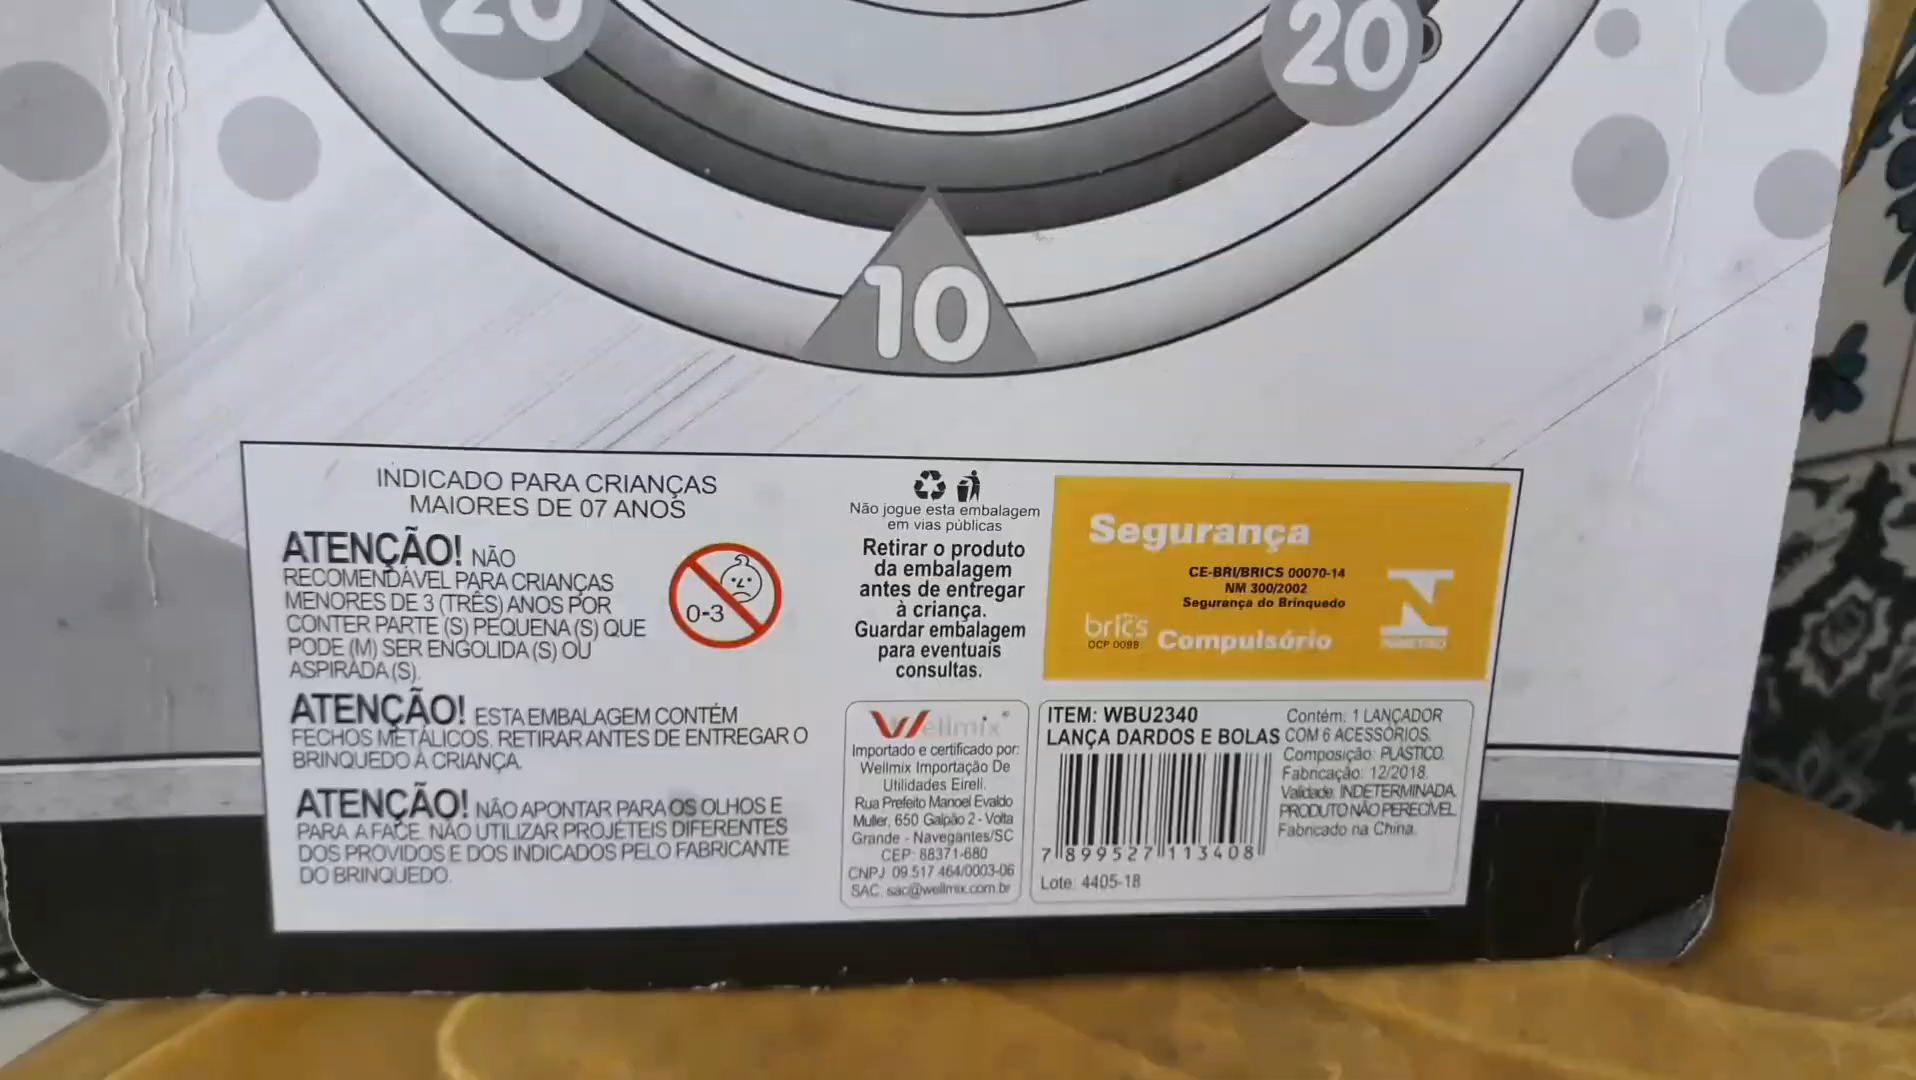 20
20
10
INDICADO PARA CRIANÇAS
MAIORES DE 07 ANOS
ATENÇÃO! NÃO
RECOMENDÁVEL PARA CRIANÇAS
MENORES DE 3 (TRÊS) ANOS POR
CONTER PARTE (S) PEQUENA (S) QUE
PODE (M) SER ENGOLIDA (S) OU
ASPIRADA (S).
0-3
ATENÇÃO! ESTA EMBALAGEM CONTÉM
FECHOS METÁLICOS. RETIRAR ANTES DE ENTREGAR O
BRINQUEDO À CRIANÇA.
ATENÇÃO! NÃO APONTAR PARA OS OLHOS E
PARA A FACE. NÃO UTILIZAR PROJÉTEIS DIFERENTES
DOS PROVIDOS E DOS INDICADOS PELO FABRICANTE
DO BRINQUEDO.
Não jogue esta embalagem
em vias públicas
Retirar o produto
da embalagem
antes de entregar
à criança.
Guardar embalagem
para eventuais
consultas.
Segurança
CE-BRI/BRICS 00070-14
NM 300/2002
Segurança do Brinquedo
brics
OCP 0098
Compulsório
INMETRO
Wellmix
Importado e certificado por:
Wellmix Importação De
Utilidades Eireli.
Rua Prefeito Manoel Evaldo
Muller, 650 Galpão 2 - Volta
Grande - Navegantes/SC
CEP: 88371-680
CNPJ 09.517.464/0003-06
SAC: sac@wellmix.com.br
ITEM: WBU2340
LANÇA DARDOS E BOLAS
Contém: 1 LANÇADOR
COM 6 ACESSÓRIOS.
Composição: PLÁSTICO.
Fabricação: 12/2018.
Validade: INDETERMINADA.
PRODUTO NÃO PERECÍVEL.
Fabricado na China.
7 899527 113408
Lote: 4405-18